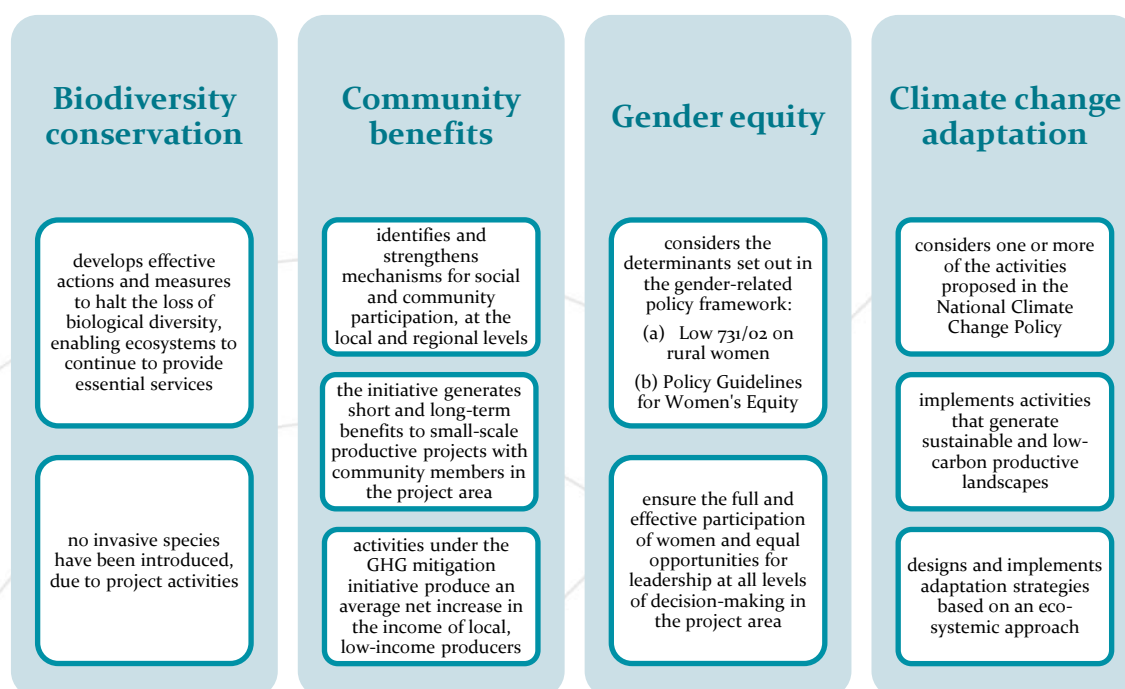 Biodiversity
conservation
develops effective
actions and measures
to halt the loss of
biological diversity,
enabling ecosystems to
continue to provide
essential services
no invasive species
have been introduced,
due to project activities
Community
benefits
identifies and
strengthens
mechanisms for social
and community
participation, at the
local and regional levels
the initiative generates
short and long-term
benefits to small-scale
productive projects with
community members in
the project area
activities under the
GHG mitigation
initiative produce an
average net increase in
the income of local,
low-income producers
Gender equity
considers the
determinants set out in
the gender-related
policy framework:
(a) Low 731/02 on
rural women
(b) Policy Guidelines
for Women's Equity
ensure the full and
effective participation
of women and equal
opportunities for
leadership at all levels
of decision-making in
the project area
Climate change
adaptation
considers one or more
of the activities
proposed in the
National Climate
Change Policy
implements activities
that generate
sustainable and low-
carbon productive
landscapes
designs and implements
adaptation strategies
based on an eco-
systemic approach